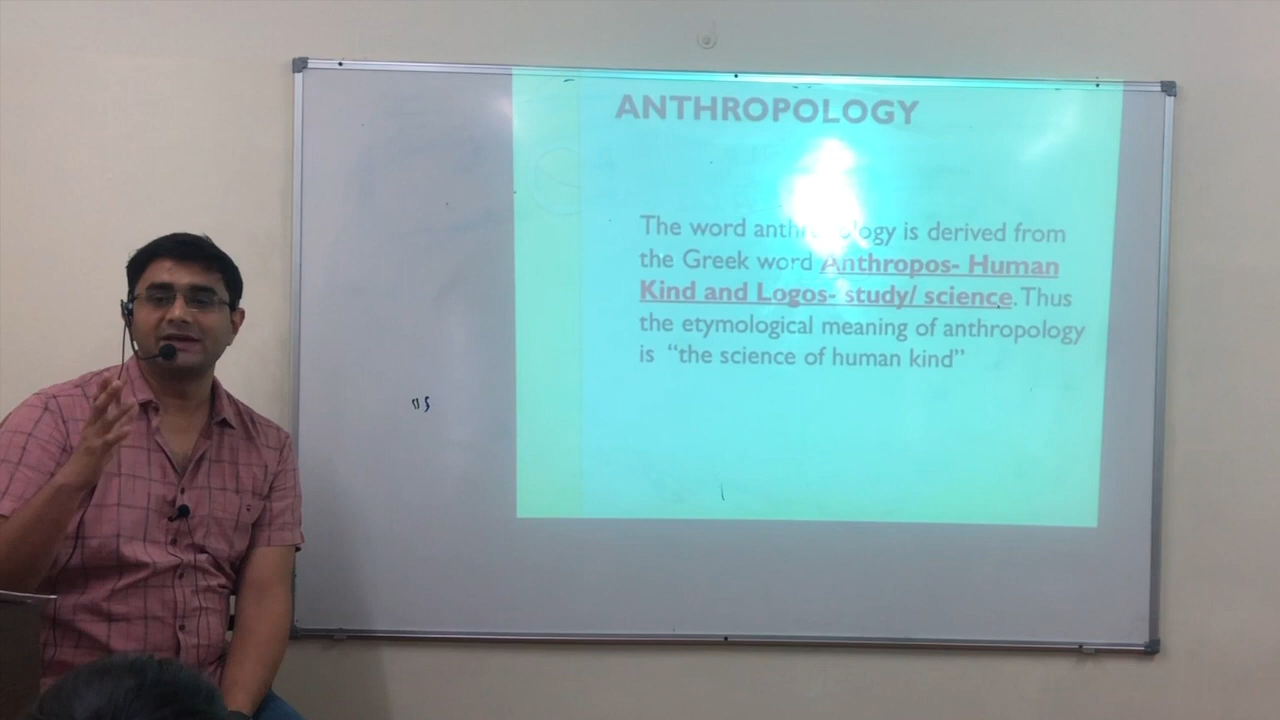 ANTHROPOLOGY
The word anthropology is derived from
the Greek word Anthropos- Human
Kind and Logos- study/ science. Thus
the etymological meaning of anthropology
is “the science of human kind”